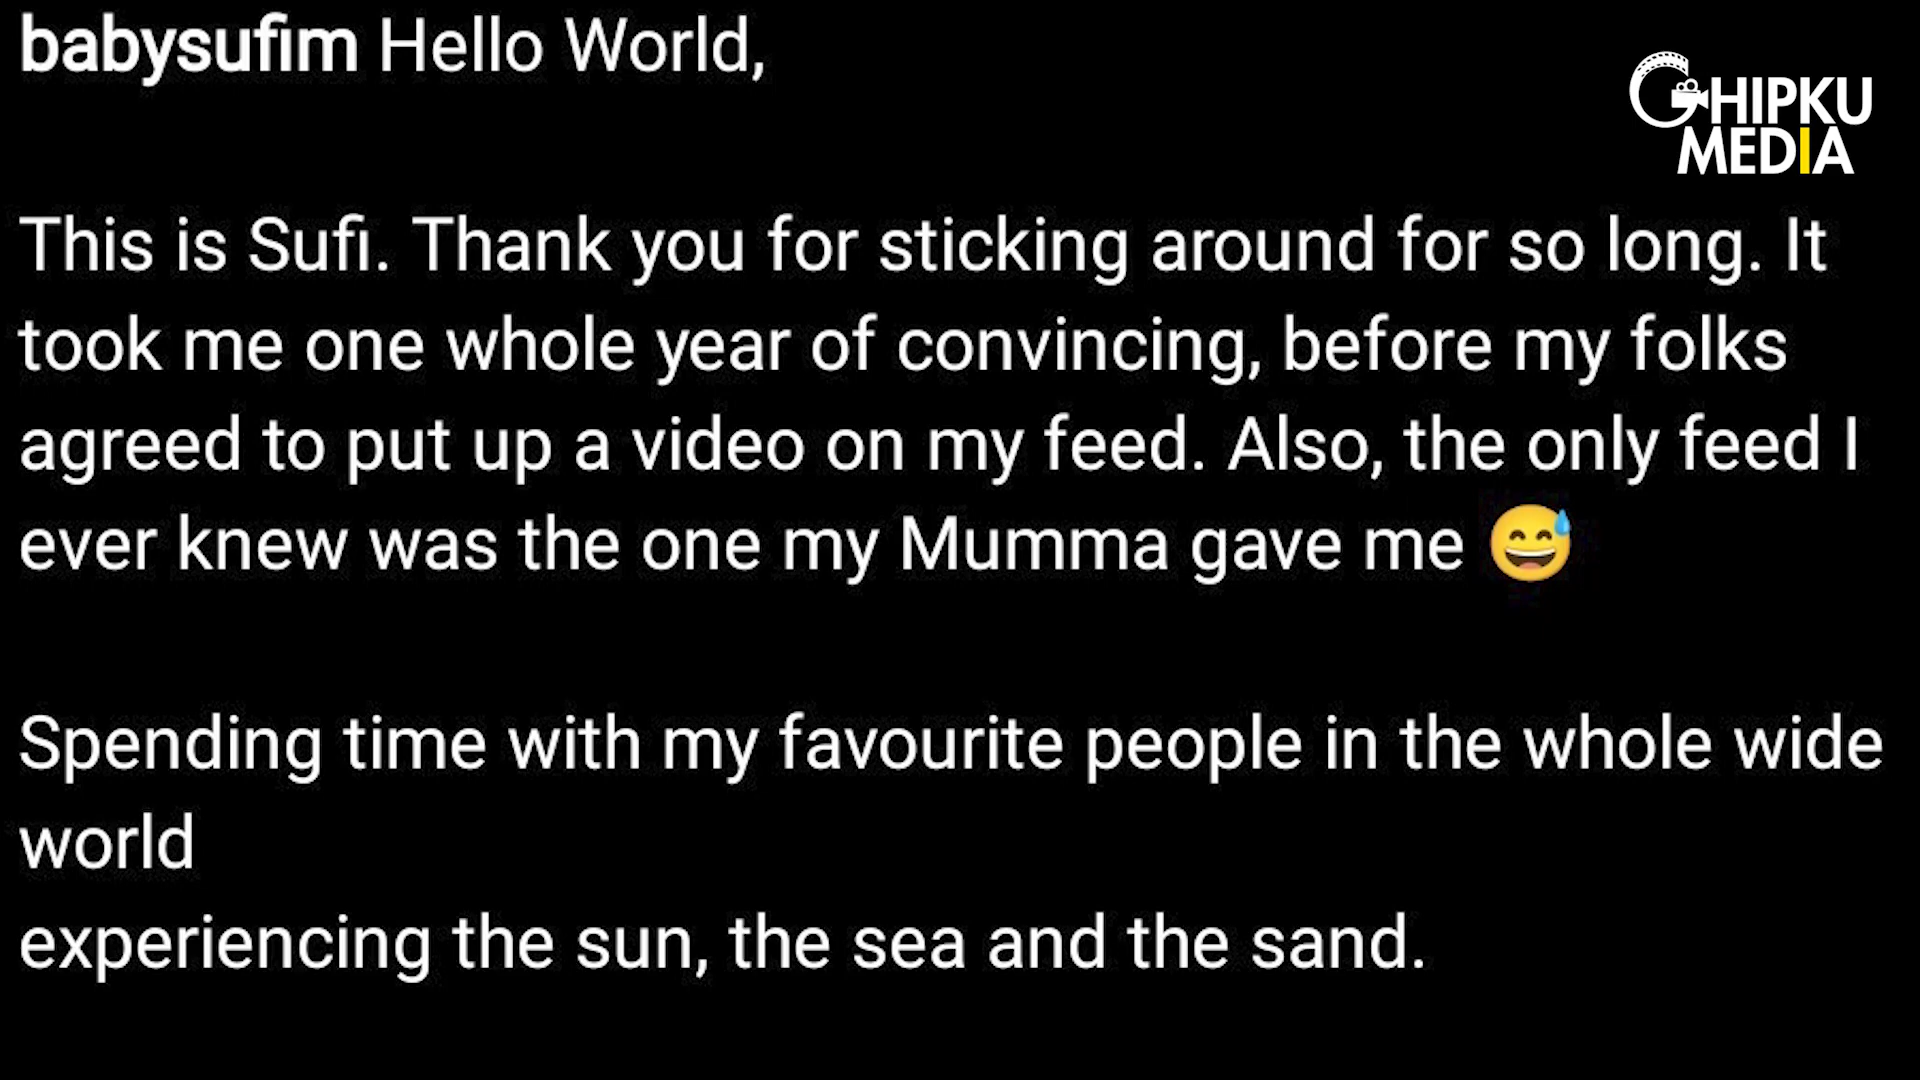 babysufim Hello World,
CHIPKU
MEDIA
This is Sufi. Thank you for sticking around for so long. It
took me one whole year of convincing, before my folks
agreed to put up a video on my feed. Also, the only feed I
ever knew was the one my Mumma gave me 😅
Spending time with my favourite people in the whole wide
world
experiencing the sun, the sea and the sand.